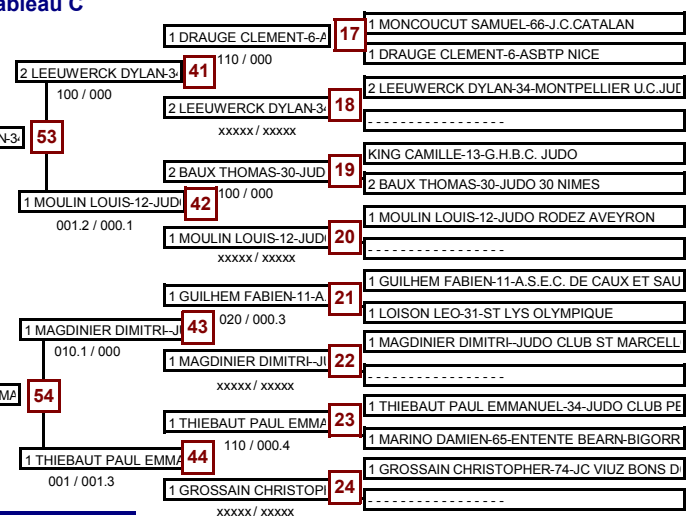 ableau C
1 MONCOUCUT SAMUEL-66-J.C.CATALAN
17
1 DRAUGE CLEMENT-6-A
110 / 000
1 DRAUGE CLEMENT-6-ASBTP NICE
2 LEEUWERCK DYLAN-34
41
100 / 000
2 LEEUWERCK DYLAN-34-MONTPELLIER U.C.JUD
2 LEEUWERCK DYLAN-34
18
xxxxx / xxxxx
- - - - - - - - - - - - - - - - -
N-34
53
KING CAMILLE-13-G.H.B.C. JUDO
2 BAUX THOMAS-30-JUD
19
100 / 000
2 BAUX THOMAS-30-JUDO 30 NIMES
1 MOULIN LOUIS-12-JUD
42
001.2 / 000.1
1 MOULIN LOUIS-12-JUDO RODEZ AVEYRON
1 MOULIN LOUIS-12-JUD
20
xxxxx / xxxxx
- - - - - - - - - - - - - - - - -
1 GUILHEM FABIEN-11-A.S.E.C. DE CAUX ET SAU
1 GUILHEM FABIEN-11-A.
21
020 / 000.3
1 LOISON LEO-31-ST LYS OLYMPIQUE
1 MAGDINIER DIMITRI--J
43
010.1 / 000
1 MAGDINIER DIMITRI--JUDO CLUB ST MARCELL
1 MAGDINIER DIMITRI--JU
22
xxxxx / xxxxx
- - - - - - - - - - - - - - - - -
MA
54
1 THIEBAUT PAUL EMMANUEL-34-JUDO CLUB PE
1 THIEBAUT PAUL EMMA
23
110 / 000.4
1 MARINO DAMIEN-65-ENTENTE BEARN-BIGORR
1 THIEBAUT PAUL EMMA
44
001 / 001.3
1 GROSSAIN CHRISTOPHER-74-JC VIUZ BONS D
1 GROSSAIN CHRISTOPI
24
xxxxx / xxxxx
- - - - - - - - - - - - - - - - -